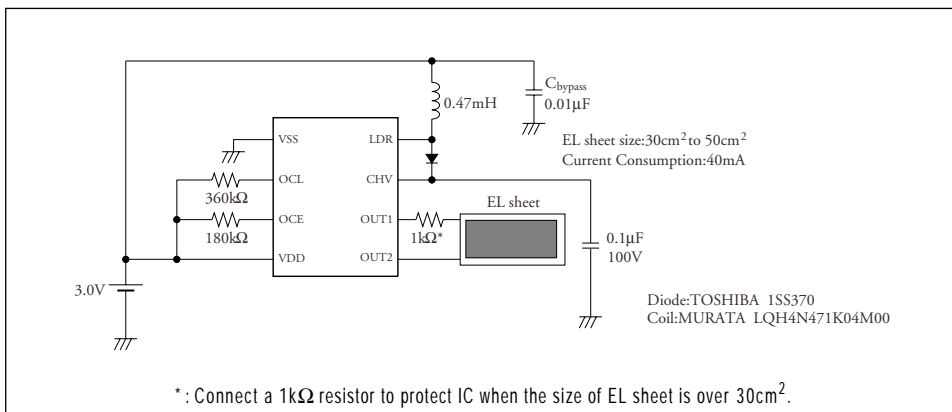 Cbypass
0.01µF
0.47mH
VSS
LDR
EL sheet size:30cm² to 50cm²
Current Consumption:40mA
OCL
CHV
360kΩ
EL sheet
OCE
OUT1
180kΩ
1kΩ*
0.1µF
100V
VDD
OUT2
3.0V
Diode:TOSHIBA 1SS370
Coil:MURATA LQH4N471K04M00
*: Connect a 1kΩ resistor to protect IC when the size of EL sheet is over 30cm².